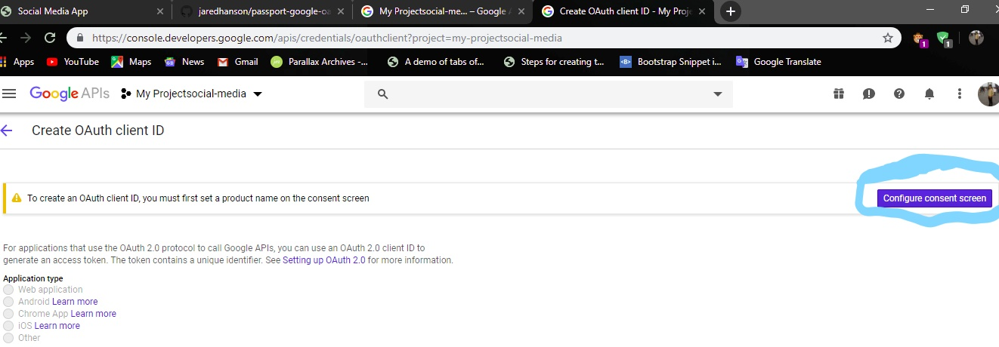 Social Media App
jaredhanson/passport-google-oa
My Projectsocial-me... – Google A
Create OAuth client ID - My Proje
https://console.developers.google.com/apis/credentials/oauthclient?project=my-projectsocial-media
1
1
Apps
YouTube
Maps
News
Gmail
Parallax Archives -...
A demo of tabs of...
Steps for creating t...
<B>
Bootstrap Snippet i...
Google Translate
Google APIs
My Projectsocial-media
Create OAuth client ID
To create an OAuth client ID, you must first set a product name on the consent screen
Configure consent screen
For applications that use the OAuth 2.0 protocol to call Google APIs, you can use an OAuth 2.0 client ID to
generate an access token. The token contains a unique identifier. See Setting up OAuth 2.0 for more information.
Application type
Web application
Android Learn more
Chrome App Learn more
iOS Learn more
Other